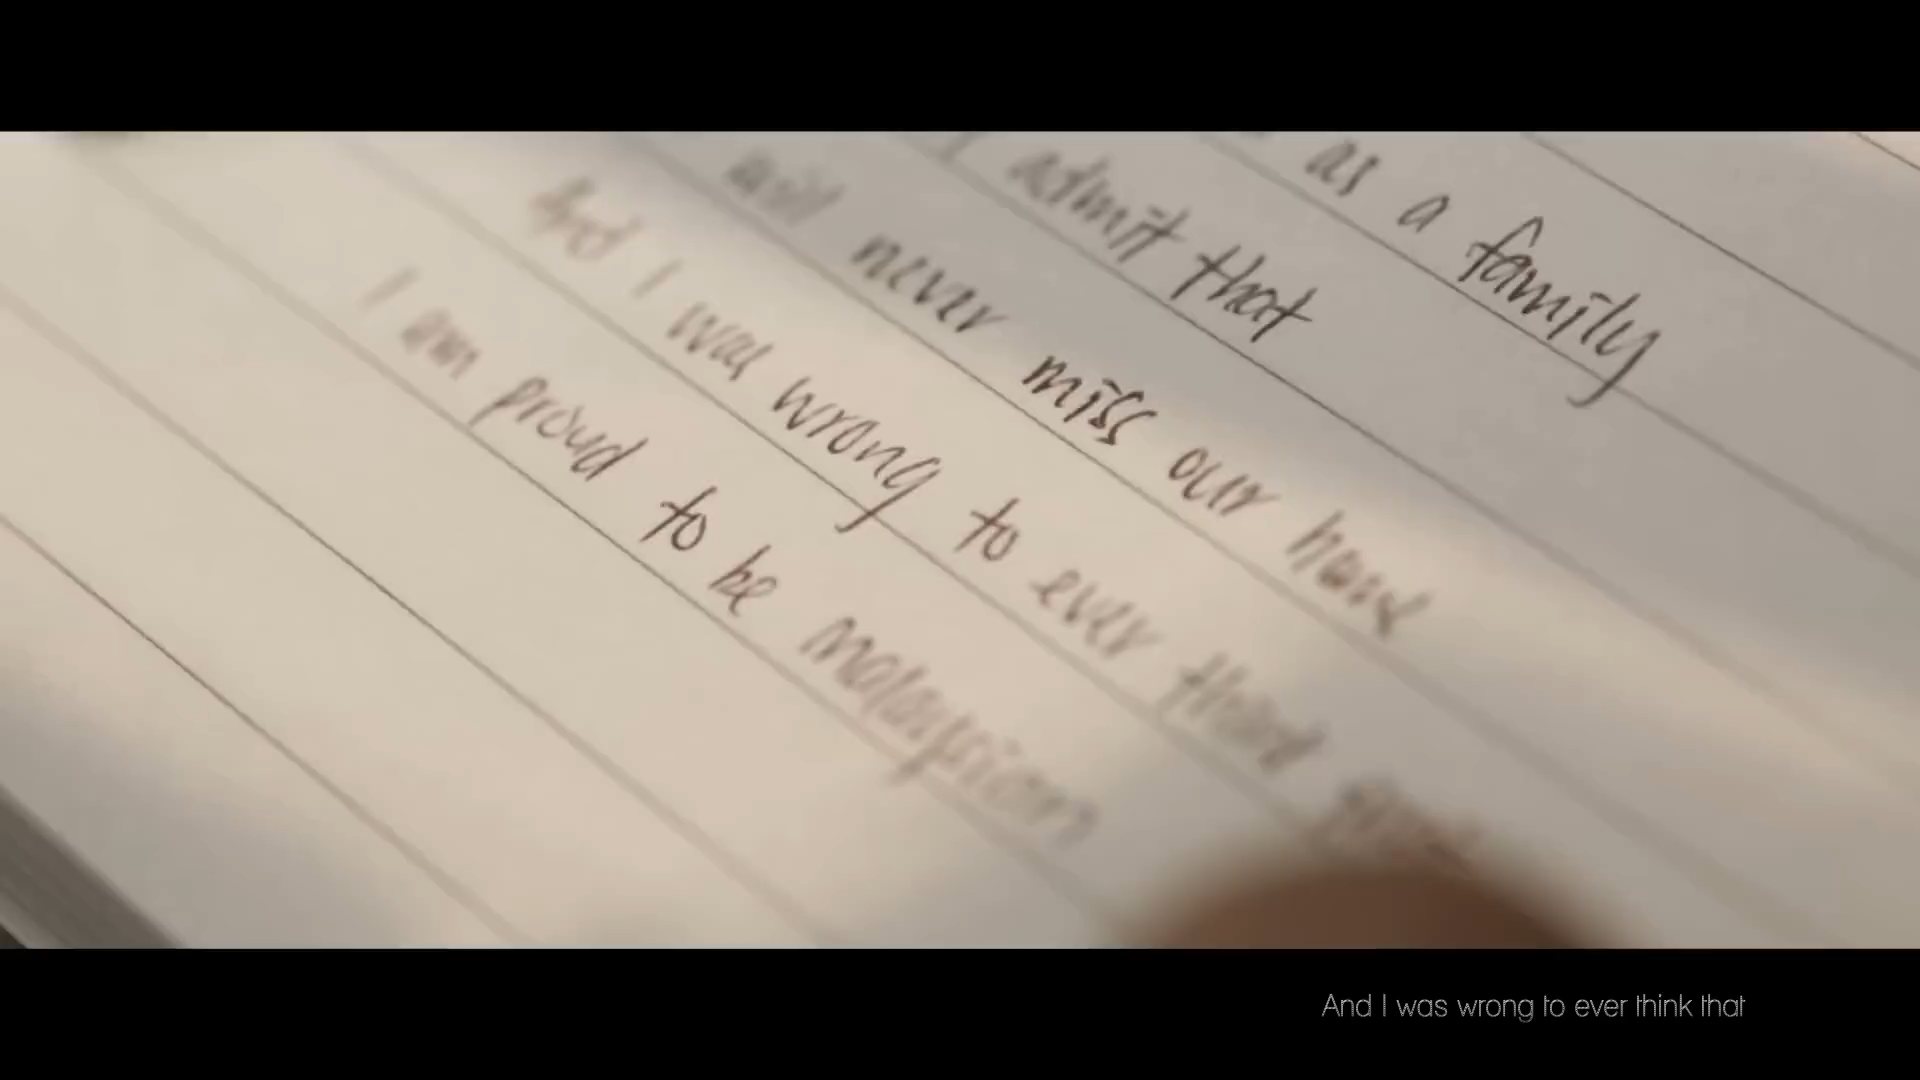 as a family
I admit that
will never miss our home
And I was wrong to ever think
I am proud to be malaysian
And I was wrong to ever think that